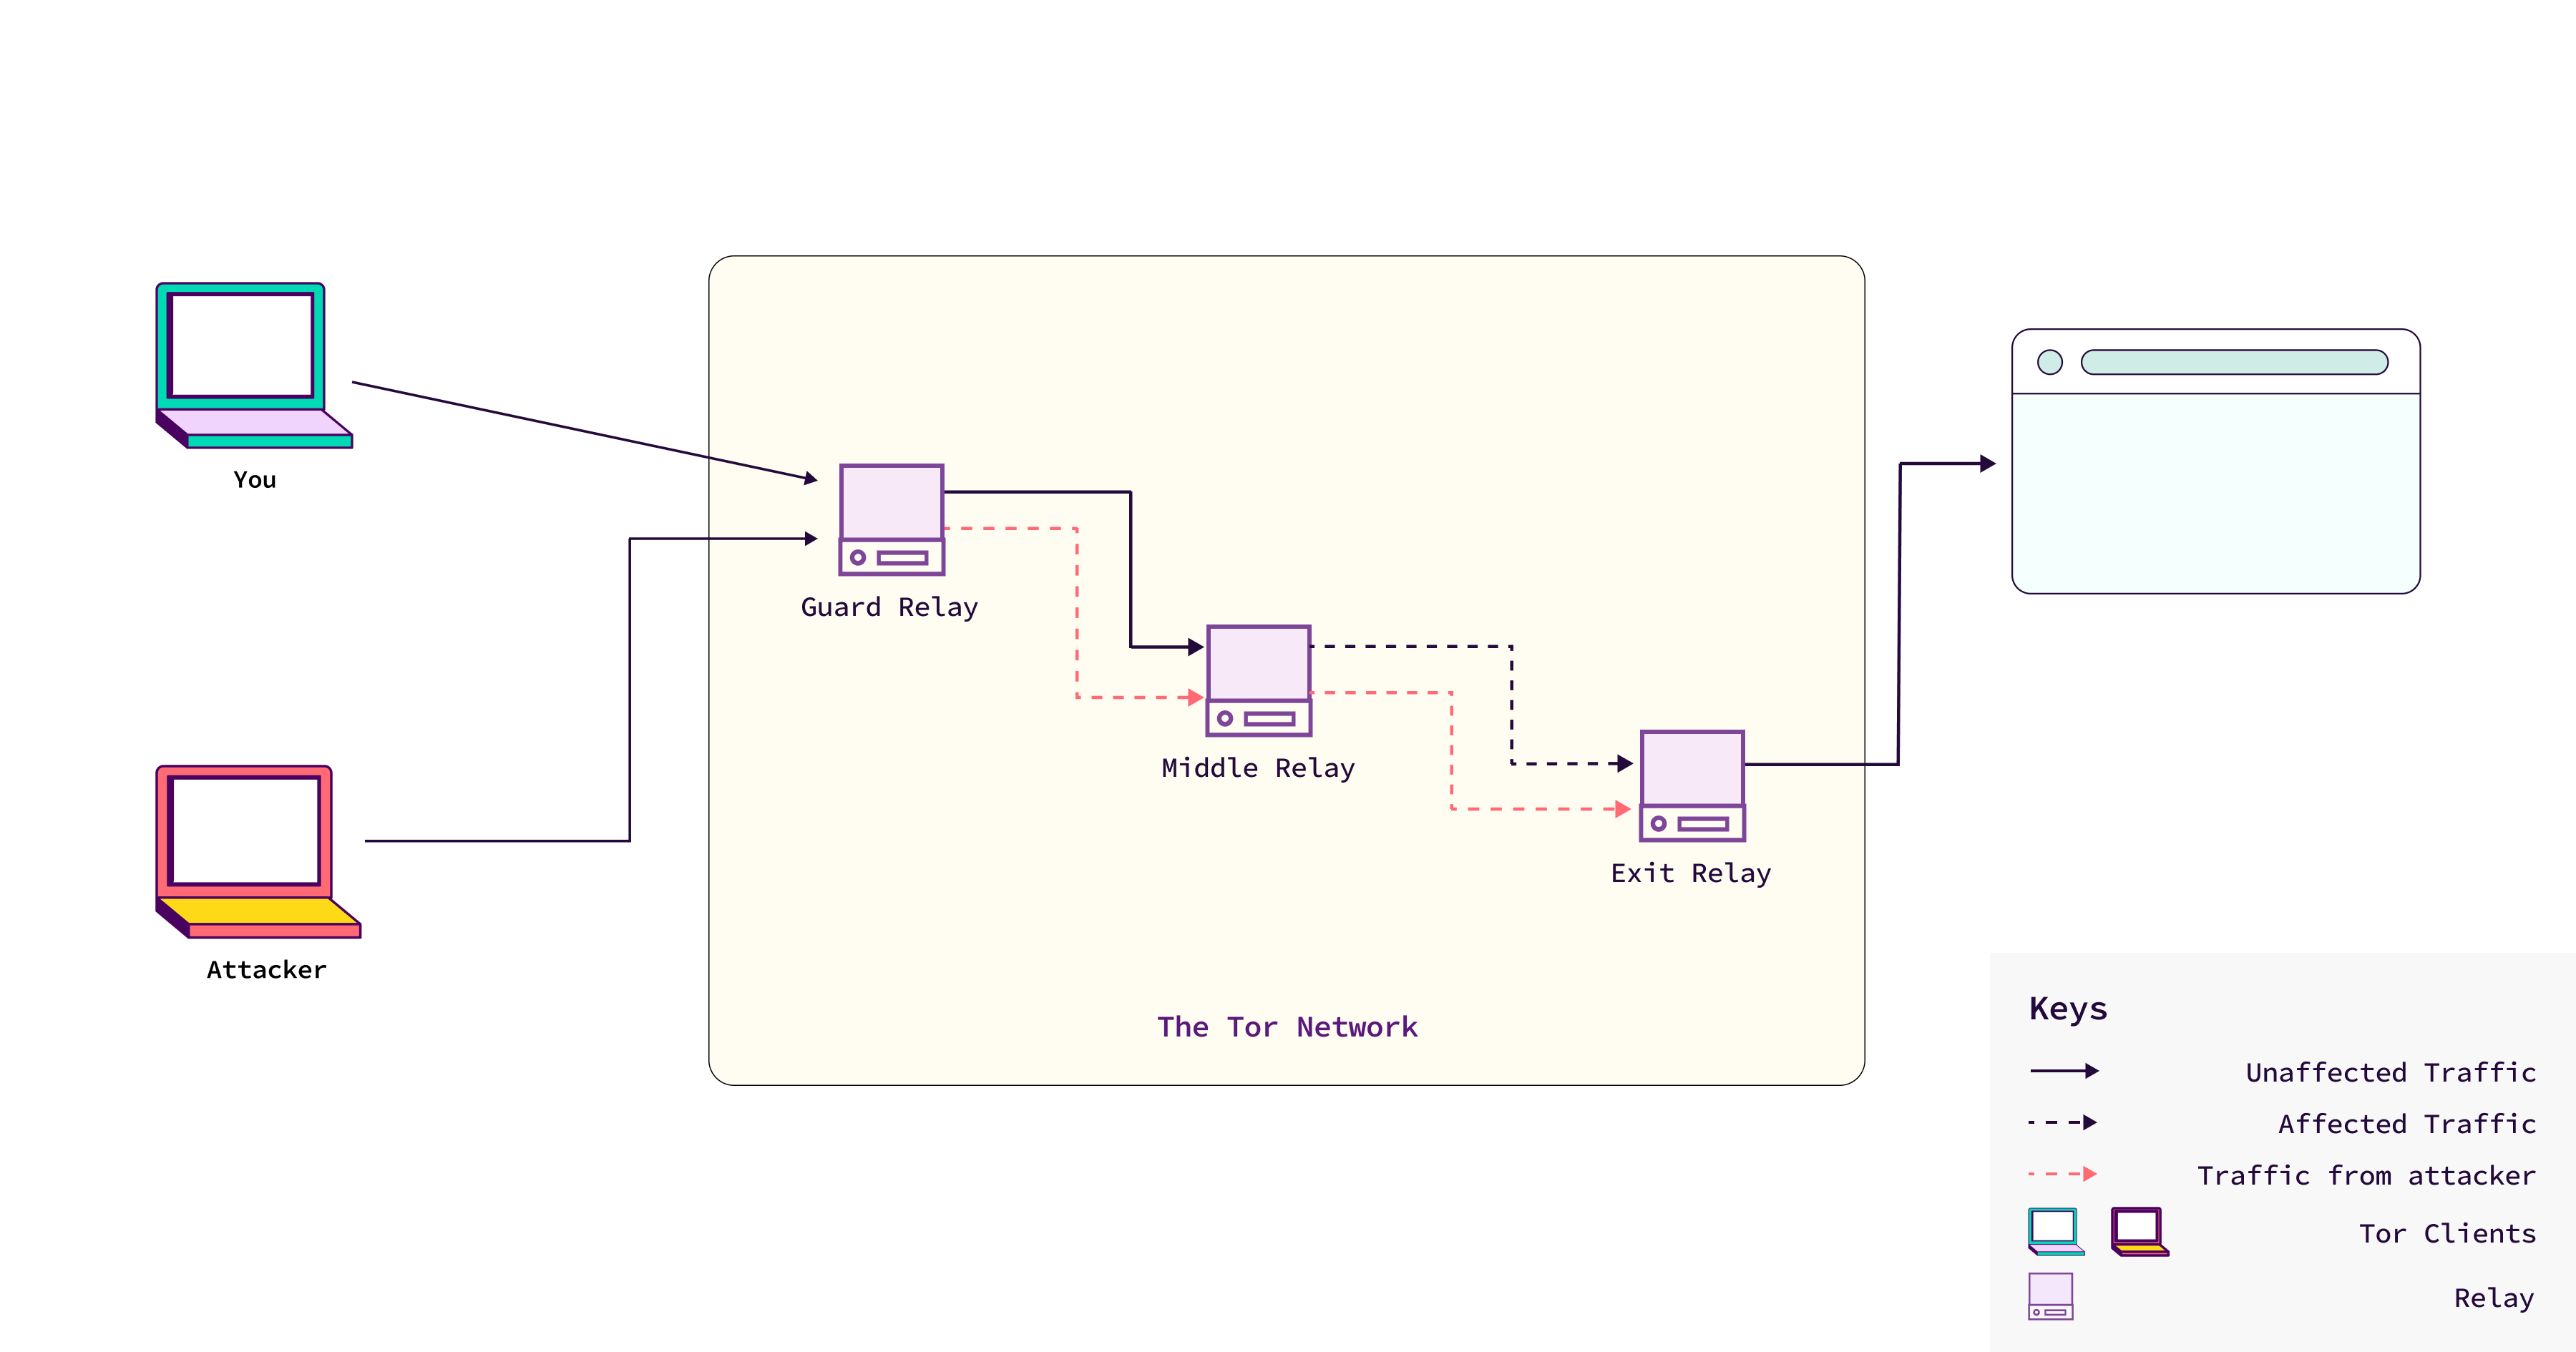 You
Guard Relay
Middle Relay
Exit Relay
Attacker
The Tor Network
Keys
Unaffected Traffic
Affected Traffic
Traffic from attacker
Tor Clients
Relay